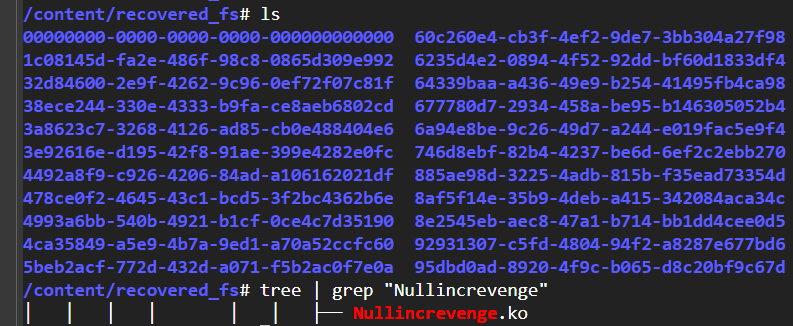 /content/recovered_fs# ls
00000000-0000-0000-0000-000000000000 60c260e4-cb3f-4ef2-9de7-3bb304a27f98
1c08145d-fa2e-486f-98c8-0865d309e992 6235d4e2-0894-4f52-92dd-bf60d1833df4
32d84600-2e9f-4262-9c96-0ef72f07c81f 64339baa-a436-49e9-b254-41495fb4ca98
38ece244-330e-4333-b9fa-ce8aeb6802cd 677780d7-2934-458a-be95-b146305052b4
3a8623c7-3268-4126-ad85-cb0e488404e6 6a94e8be-9c26-49d7-a244-e019fac5e9f4
3e92616e-d195-42f8-91ae-399e4282e0fc 746d8ebf-82b4-4237-be6d-6ef2c2ebb270
4492a8f9-c926-4206-84ad-a106162021df 885ae98d-3225-4adb-815b-f35ead73354d
478ce0f2-4645-43c1-bcd5-3f2bc4362b6e 8af5f14e-35b9-4deb-a415-342084aca34c
4993a6bb-540b-4921-b1cf-0ce4c7d35190 8e2545eb-aec8-47a1-b714-bb1dd4cee0d5
4ca35849-a5e9-4b7a-9ed1-a70a52ccfc60 92931307-c5fd-4804-94f2-a8287e677bd6
5beb2acf-772d-432d-a071-f5b2ac0f7e0a 95dbd0ad-8920-4f9c-b065-d8c20bf9c67d
/content/recovered_fs# tree | grep "Nullincrevenge"
│ │ │ │ │ │ ├── Nullincrevenge.ko